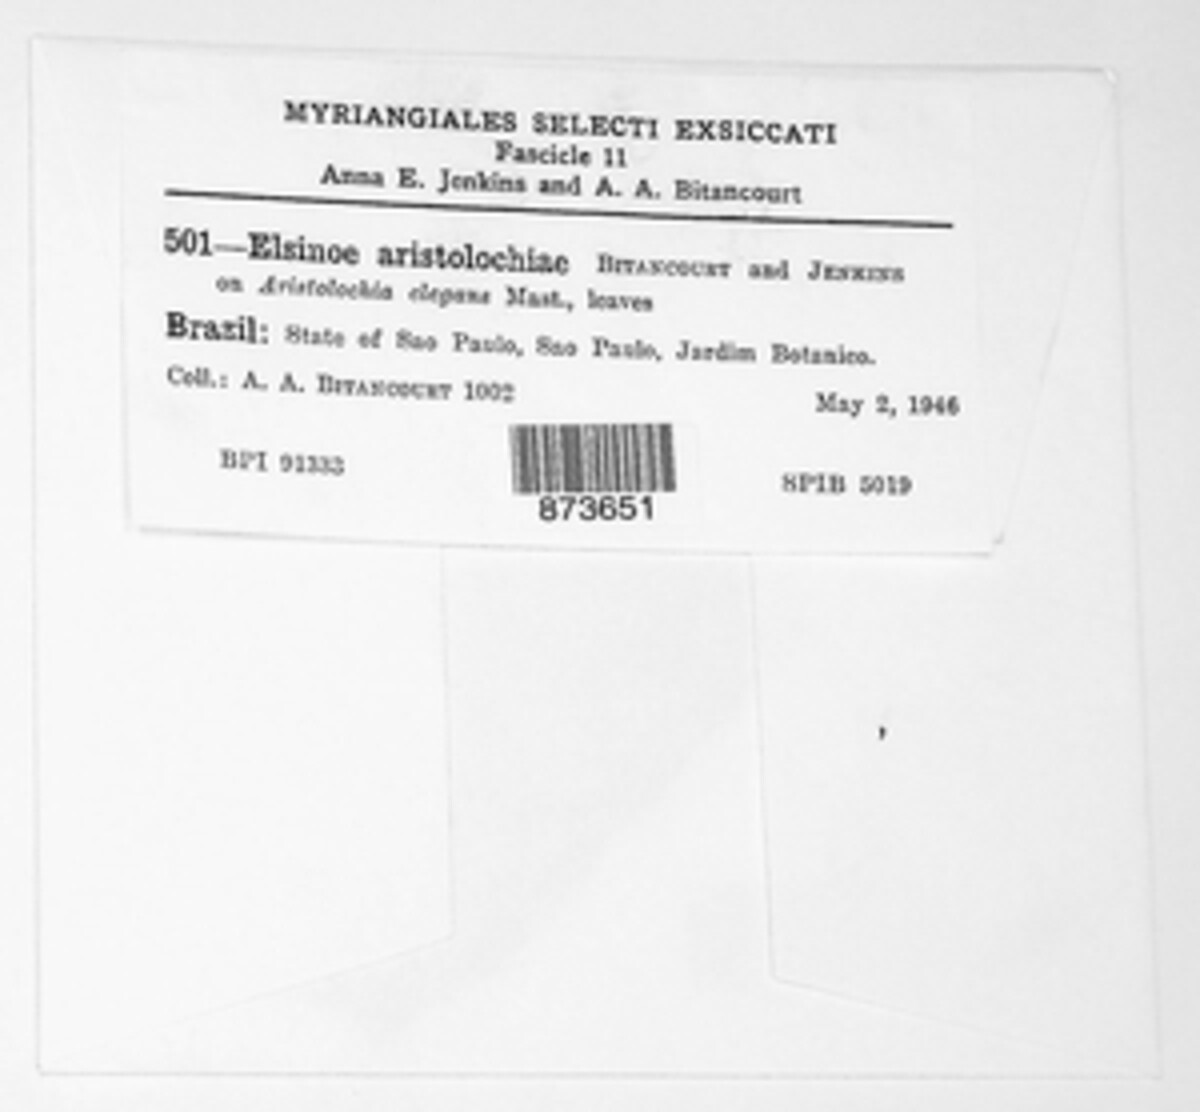 MYRIANGIALES SELECTI EXSICCATI
Fascicle 11
Anna E. Jenkins and A. A. Bitancourt
501—Elsinoe aristolochiae BITANCOURT and JENKINS
on Aristolochia elegans Mast., leaves
Brazil: State of Sao Paulo, Sao Paulo, Jardim Botanico.
Coll.: A. A. BITANCOURT 1002
May 2, 1946
BPI 91333
SPIB 5019
873651